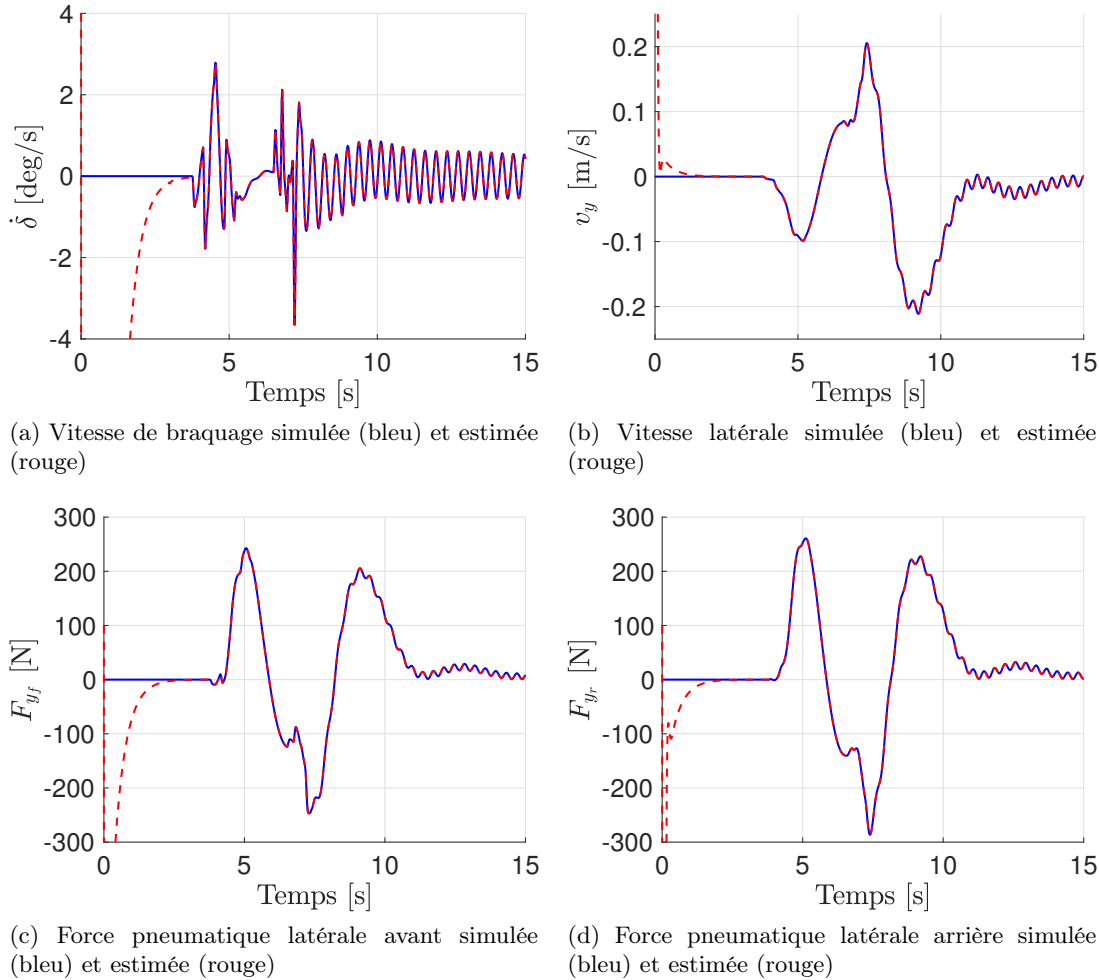 4
2
0
-2
-4
δ̇ [deg/s]
0 5 10 15
Temps [s]
0.2
0.1
0
-0.1
-0.2
v_y [m/s]
0 5 10 15
Temps [s]
(a) Vitesse de braquage simulée (bleu) et estimée
(rouge)
(b) Vitesse latérale simulée (bleu) et estimée
(rouge)
300
200
100
0
-100
-200
-300
F_{y_f} [N]
0 5 10 15
Temps [s]
300
200
100
0
-100
-200
-300
F_{y_r} [N]
0 5 10 15
Temps [s]
(c) Force pneumatique latérale avant simulée
(bleu) et estimée (rouge)
(d) Force pneumatique latérale arrière simulée
(bleu) et estimée (rouge)